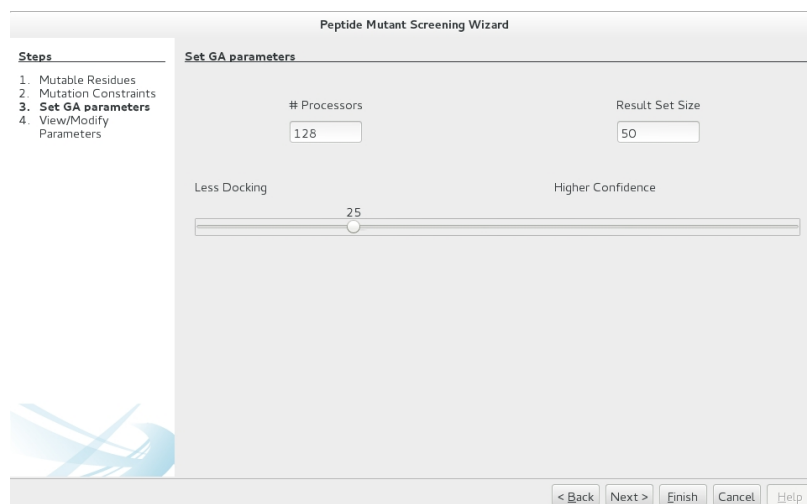 Peptide Mutant Screening Wizard
Steps
1. Mutable Residues
2. Mutation Constraints
3. Set GA parameters
4. View/Modify
Parameters
Set GA parameters
# Processors
Result Set Size
128
50
Less Docking
Higher Confidence
25
< Back
Next >
Finish
Cancel
Help